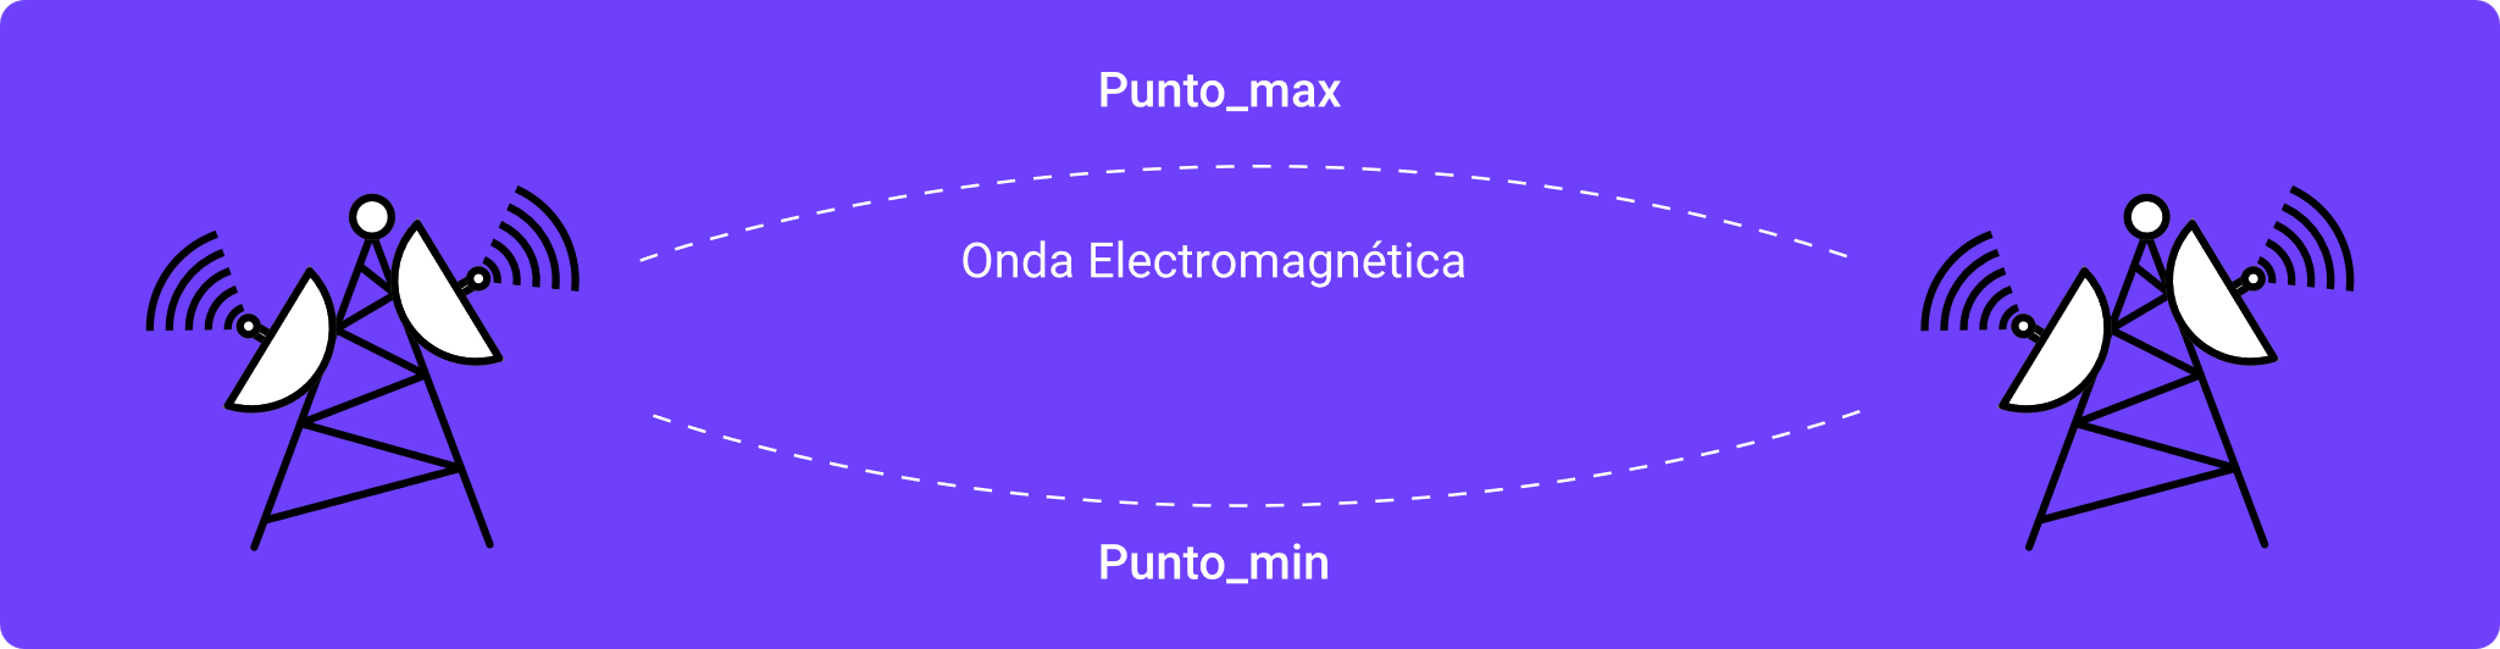 Punto_max
Onda Electromagnética
Punto_min